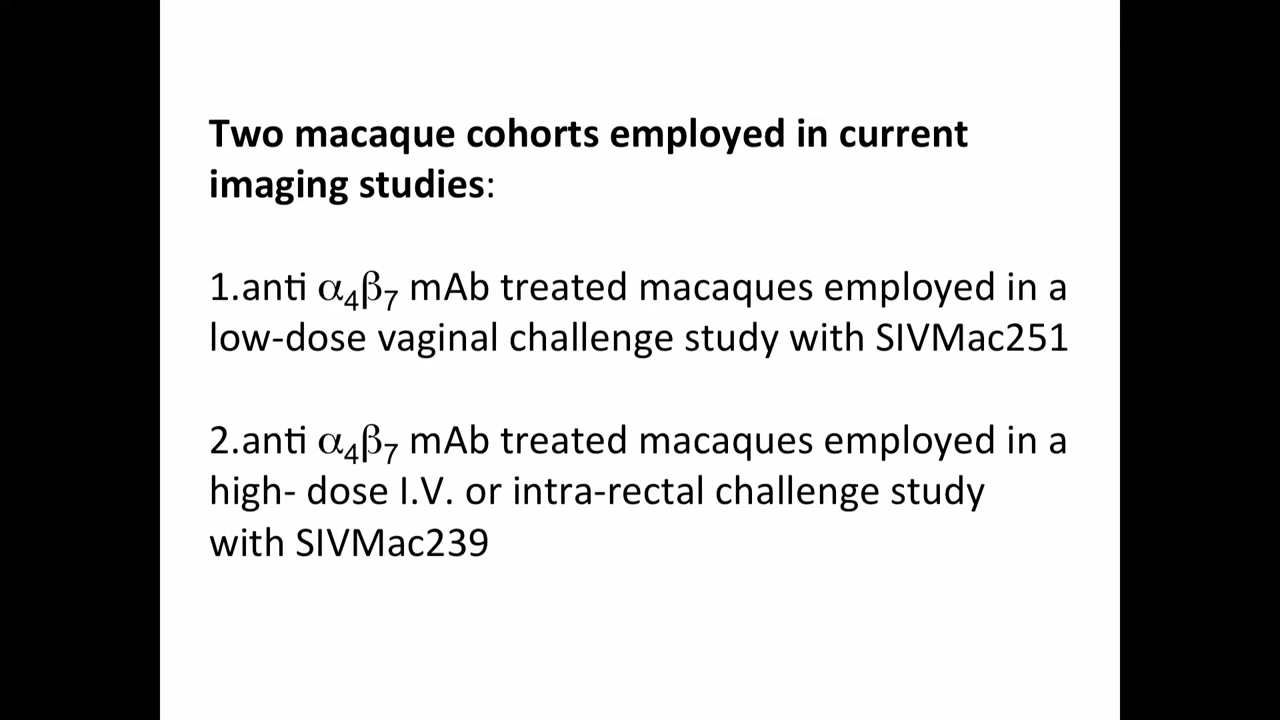 Two macaque cohorts employed in current
imaging studies:
1.anti α₄β₇ mAb treated macaques employed in a
low-dose vaginal challenge study with SIVMac251
2.anti α₄β₇ mAb treated macaques employed in a
high- dose I.V. or intra-rectal challenge study
with SIVMac239